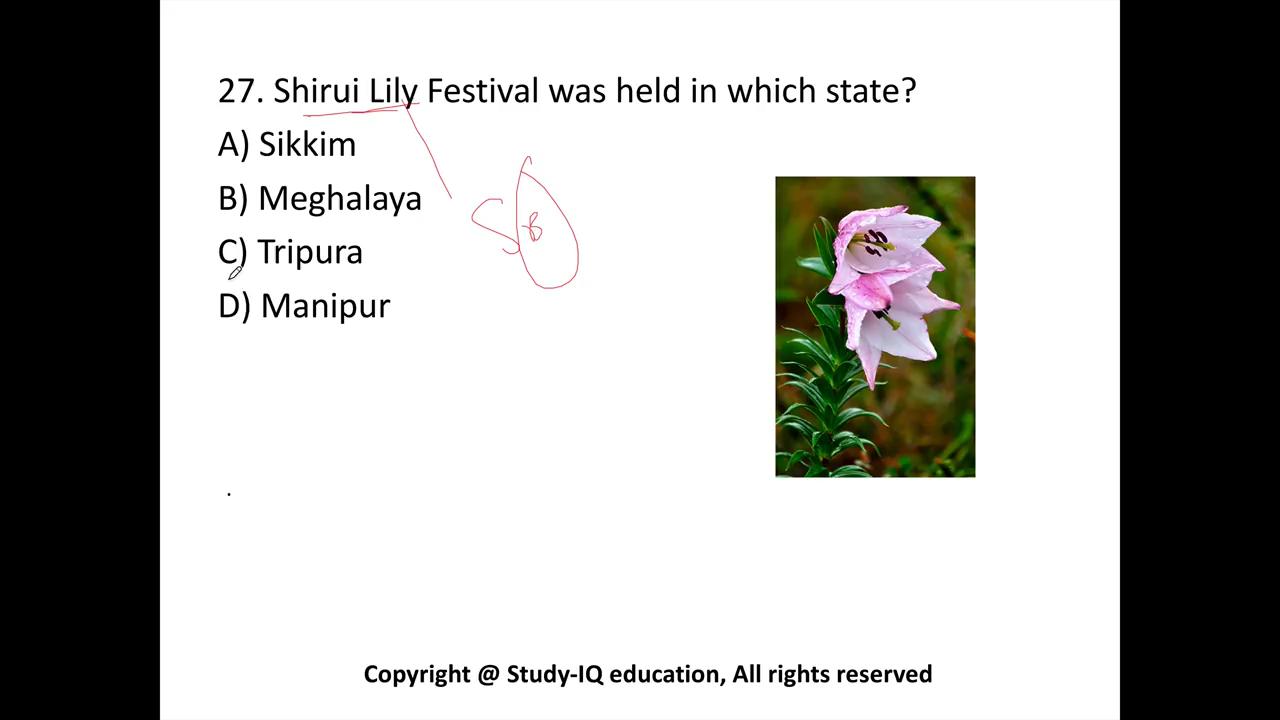 27. Shirui Lily Festival was held in which state?
A) Sikkim
B) Meghalaya
C) Tripura
D) Manipur
.
Copyright @ Study-IQ education, All rights reserved